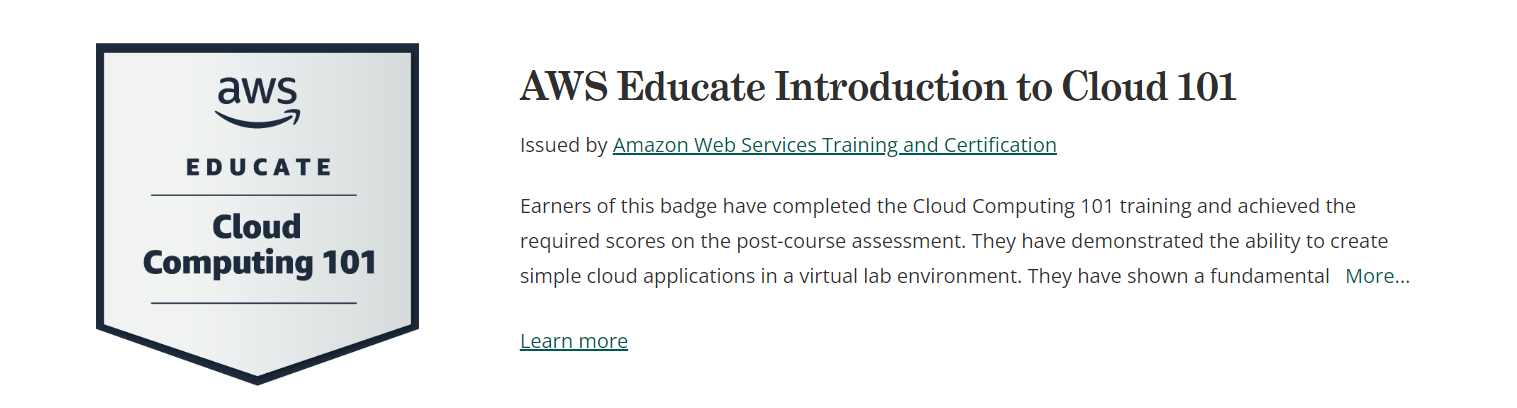 aws
EDUCATE
Cloud
Computing 101
AWS Educate Introduction to Cloud 101
Issued by Amazon Web Services Training and Certification
Earners of this badge have completed the Cloud Computing 101 training and achieved the
required scores on the post-course assessment. They have demonstrated the ability to create
simple cloud applications in a virtual lab environment. They have shown a fundamental More...
Learn more